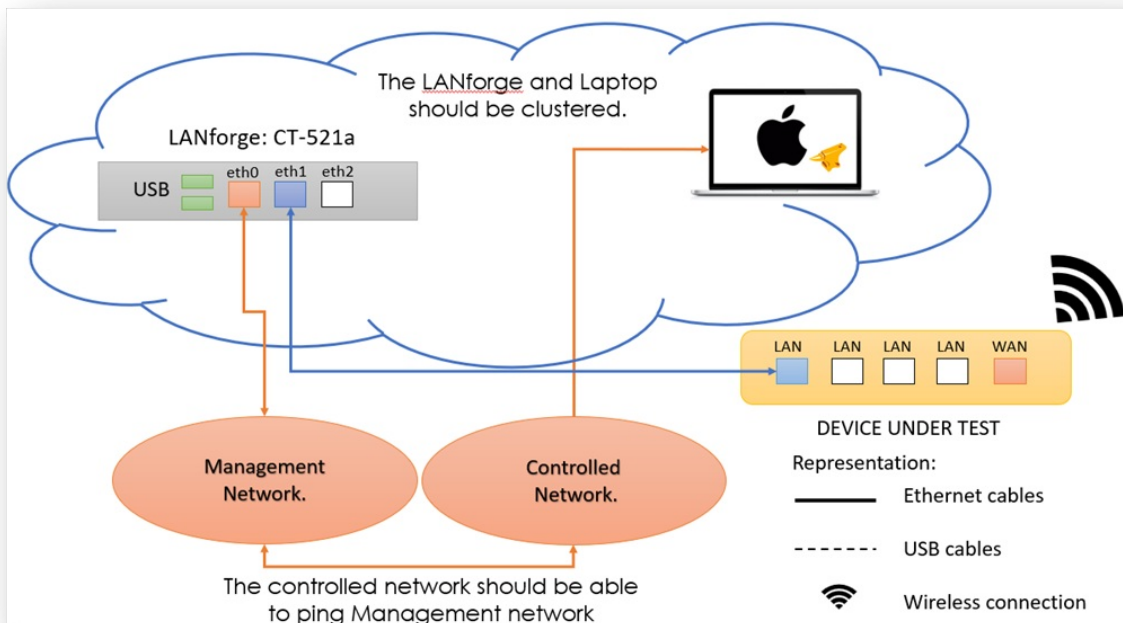 The LANforge and Laptop
should be clustered.
LANforge: CT-521a
USB
eth0 eth1 eth2
LAN LAN LAN LAN WAN
DEVICE UNDER TEST
Management
Network.
Controlled
Network.
Representation:
Ethernet cables
USB cables
Wireless connection
The controlled network should be able
to ping Management network